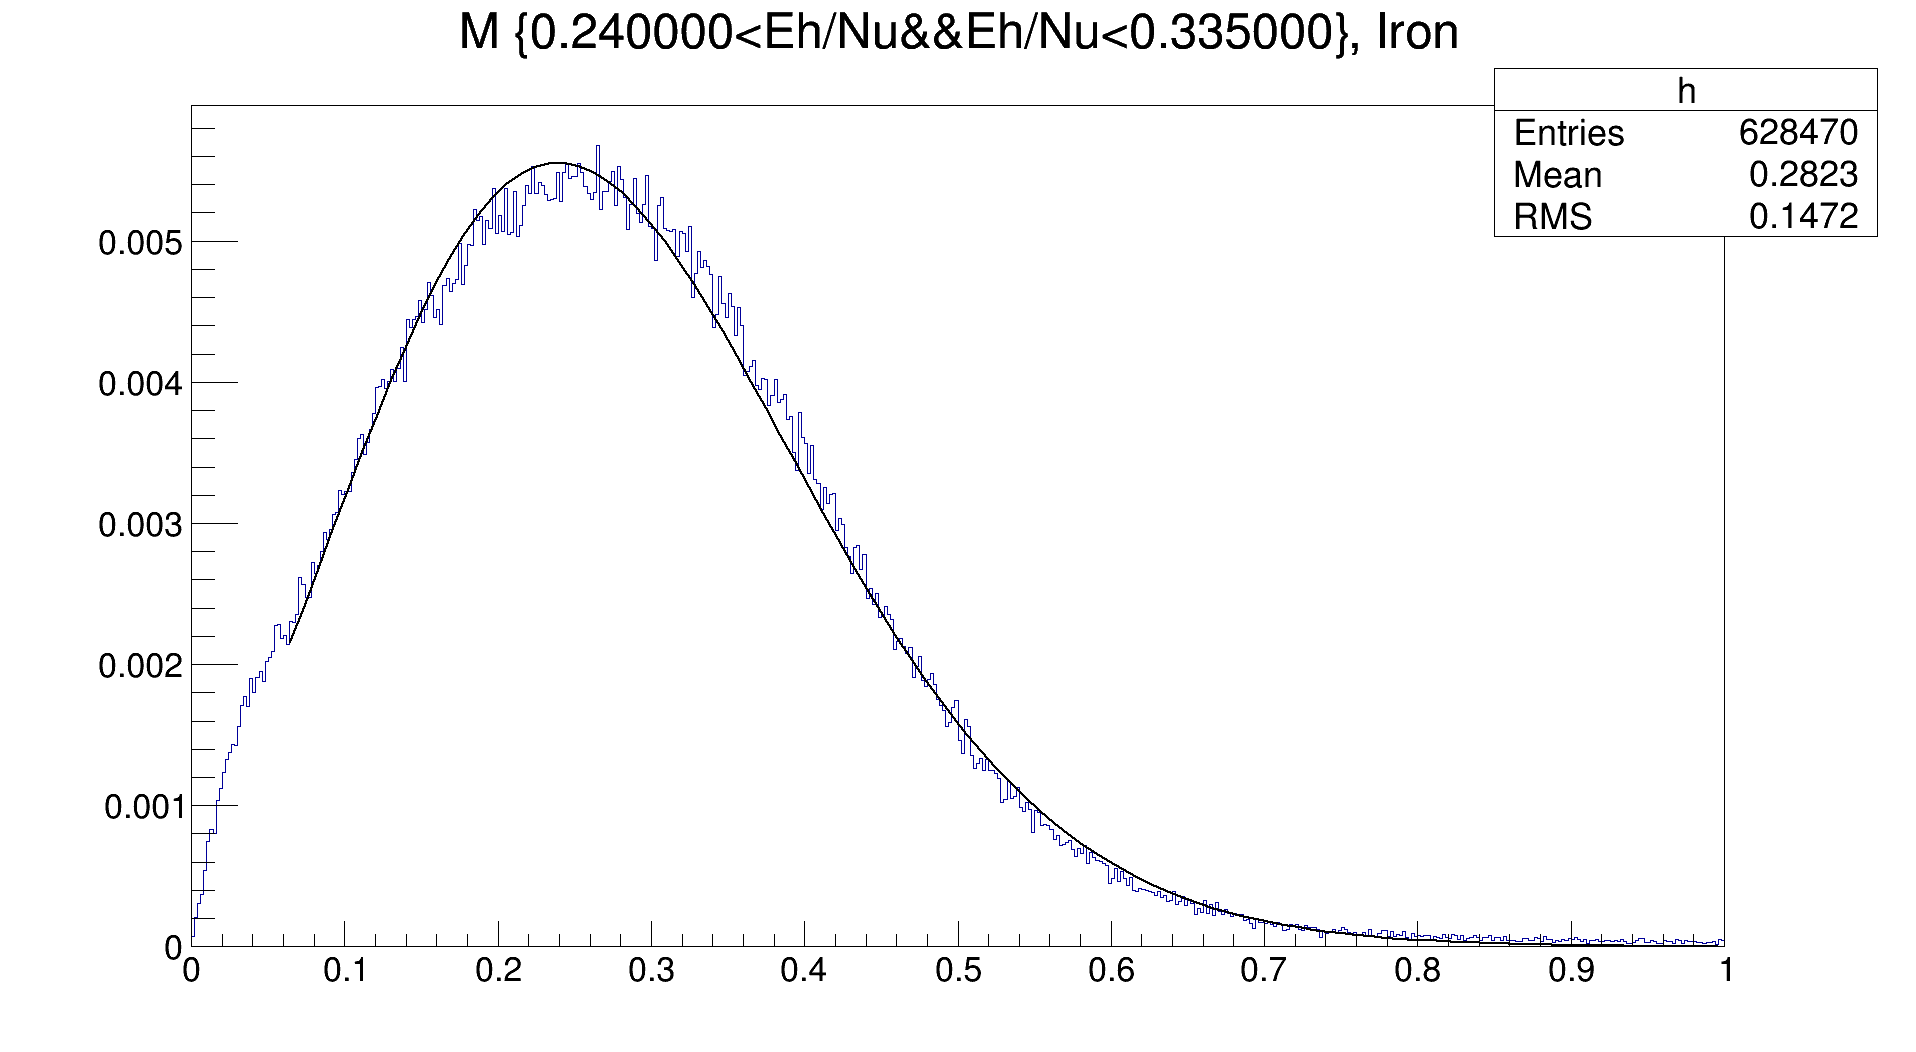 M {0.240000<Eh/Nu&&Eh/Nu<0.335000}, Iron
h
Entries 628470
Mean 0.2823
RMS 0.1472
0.005
0.004
0.003
0.002
0.001
0
0 0.1 0.2 0.3 0.4 0.5 0.6 0.7 0.8 0.9 1